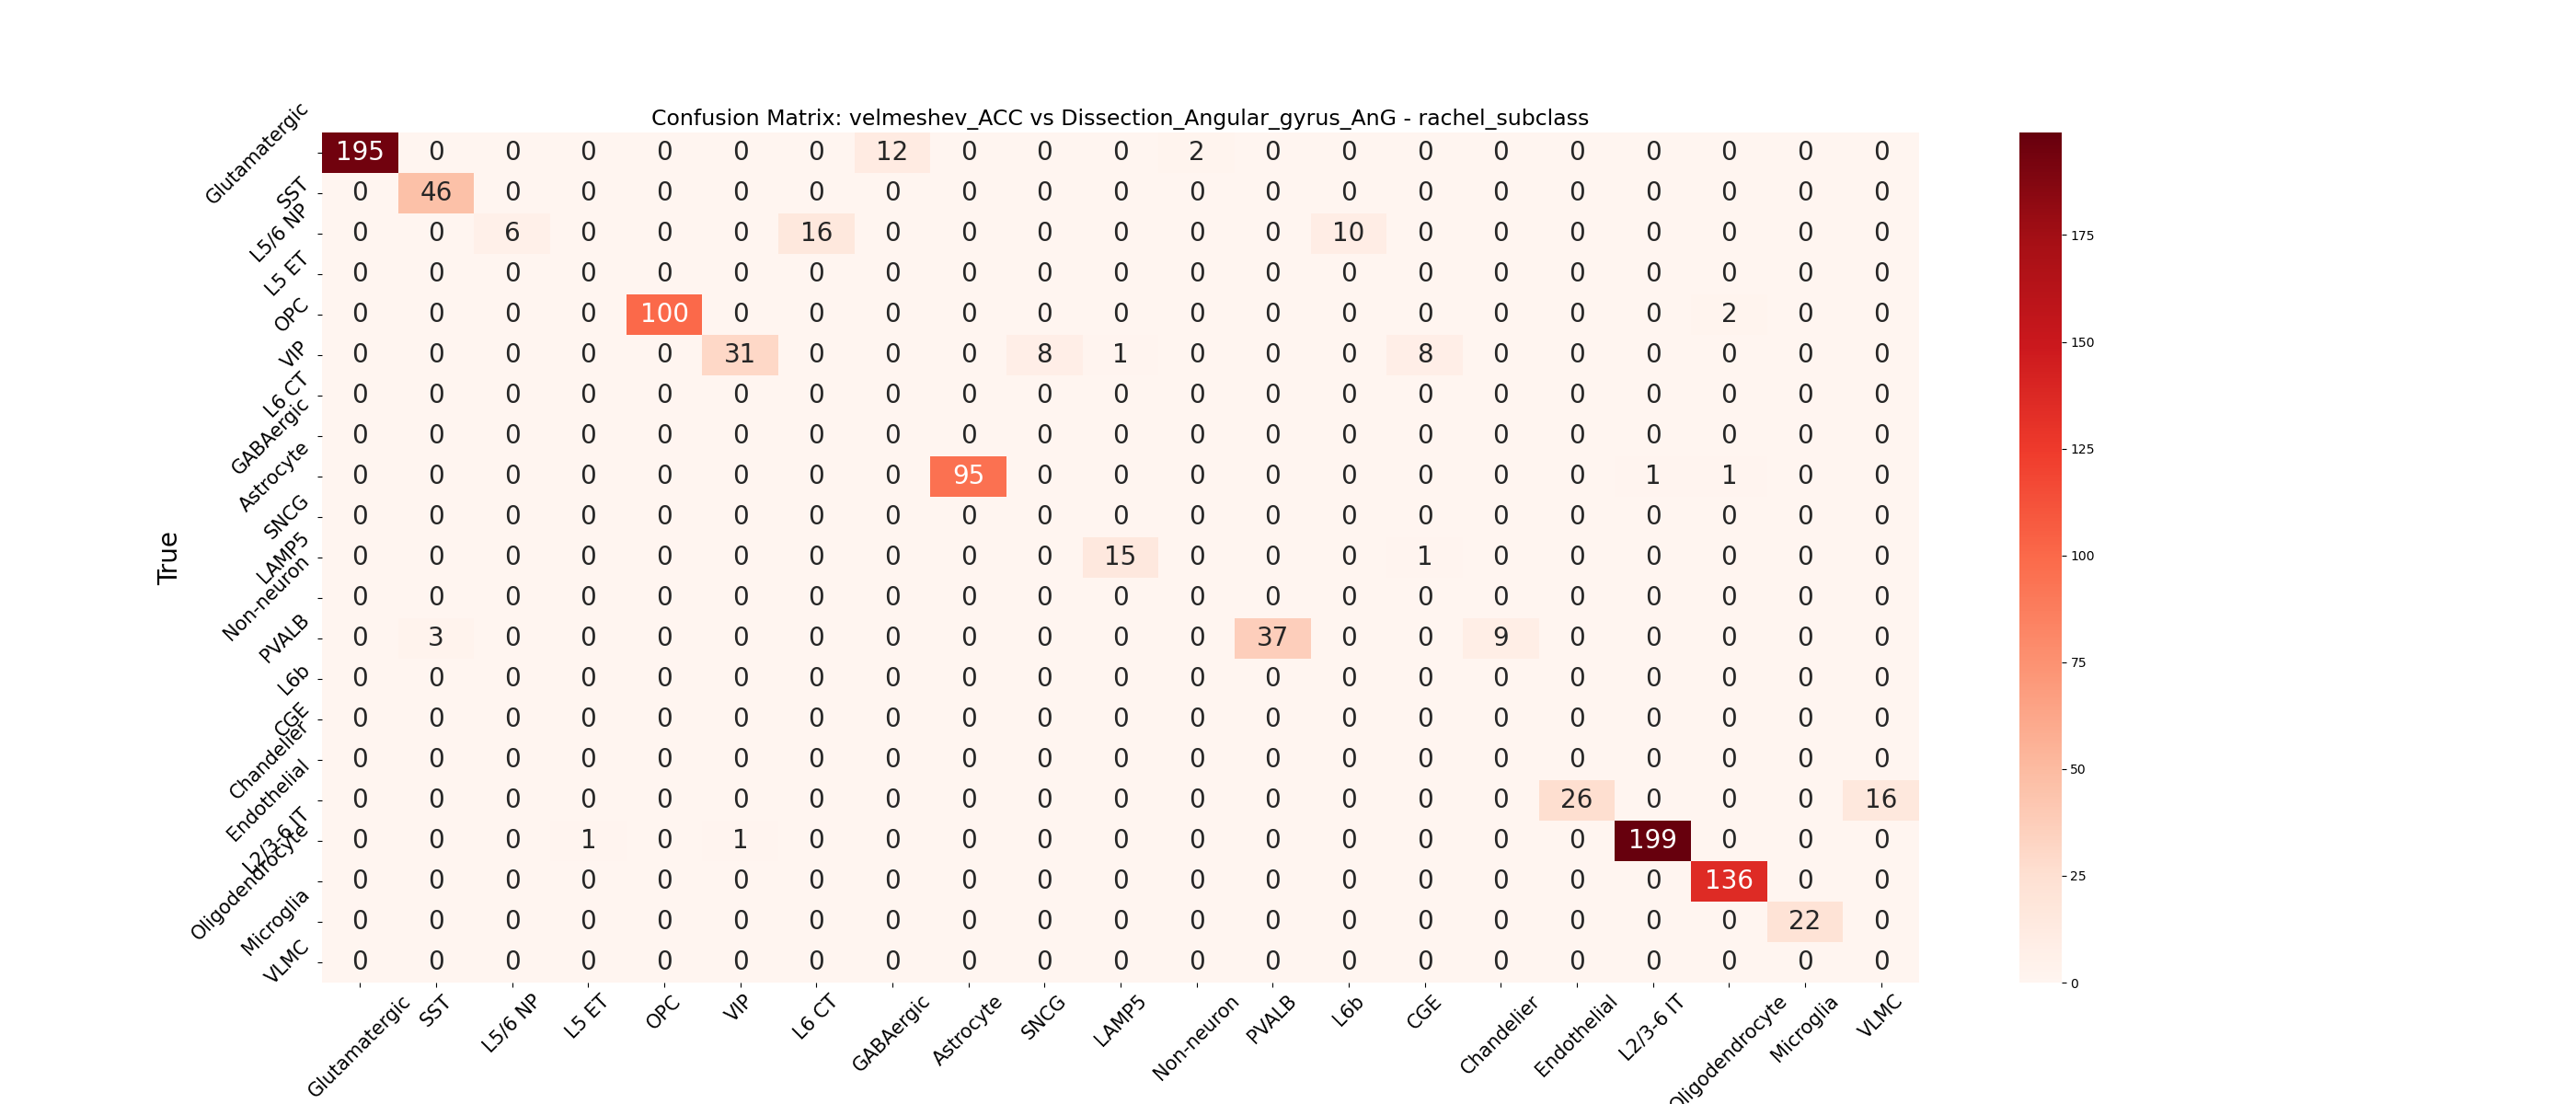 Confusion Matrix: velmeshev_ACC vs Dissection_Angular_gyrus_AnG - rachel_subclass
True
Glutamatergic 195 0 0 0 0 0 0 12 0 0 0 2 0 0 0 0 0 0 0 0 0
SST 0 46 0 0 0 0 0 0 0 0 0 0 0 0 0 0 0 0 0 0 0
L5/6 NP 0 0 6 0 0 0 16 0 0 0 0 0 0 10 0 0 0 0 0 0 0
L5 ET 0 0 0 0 0 0 0 0 0 0 0 0 0 0 0 0 0 0 0 0 0
OPC 0 0 0 0 100 0 0 0 0 0 0 0 0 0 0 0 0 0 2 0 0
VIP 0 0 0 0 0 31 0 0 0 8 1 0 0 0 8 0 0 0 0 0 0
L6 CT 0 0 0 0 0 0 0 0 0 0 0 0 0 0 0 0 0 0 0 0 0
GABAergic 0 0 0 0 0 0 0 0 0 0 0 0 0 0 0 0 0 0 0 0 0
Astrocyte 0 0 0 0 0 0 0 0 95 0 0 0 0 0 0 0 0 1 1 0 0
SNCG 0 0 0 0 0 0 0 0 0 0 0 0 0 0 0 0 0 0 0 0 0
LAMP5 0 0 0 0 0 0 0 0 0 0 15 0 0 0 1 0 0 0 0 0 0
Non-neuron 0 0 0 0 0 0 0 0 0 0 0 0 0 0 0 0 0 0 0 0 0
PVALB 0 3 0 0 0 0 0 0 0 0 0 0 37 0 0 9 0 0 0 0 0
L6b 0 0 0 0 0 0 0 0 0 0 0 0 0 0 0 0 0 0 0 0 0
CGE 0 0 0 0 0 0 0 0 0 0 0 0 0 0 0 0 0 0 0 0 0
Chandelier 0 0 0 0 0 0 0 0 0 0 0 0 0 0 0 0 0 0 0 0 0
Endothelial 0 0 0 0 0 0 0 0 0 0 0 0 0 0 0 0 26 0 0 0 16
L2/3-6 IT 0 0 0 1 0 1 0 0 0 0 0 0 0 0 0 0 0 199 0 0 0
Oligodendrocyte 0 0 0 0 0 0 0 0 0 0 0 0 0 0 0 0 0 0 136 0 0
Microglia 0 0 0 0 0 0 0 0 0 0 0 0 0 0 0 0 0 0 0 22 0
VLMC 0 0 0 0 0 0 0 0 0 0 0 0 0 0 0 0 0 0 0 0 0
Glutamatergic SST L5/6 NP L5 ET OPC VIP L6 CT GABAergic Astrocyte SNCG LAMP5 Non-neuron PVALB L6b CGE Chandelier Endothelial L2/3-6 IT Oligodendrocyte Microglia VLMC
175
150
125
100
75
50
25
0